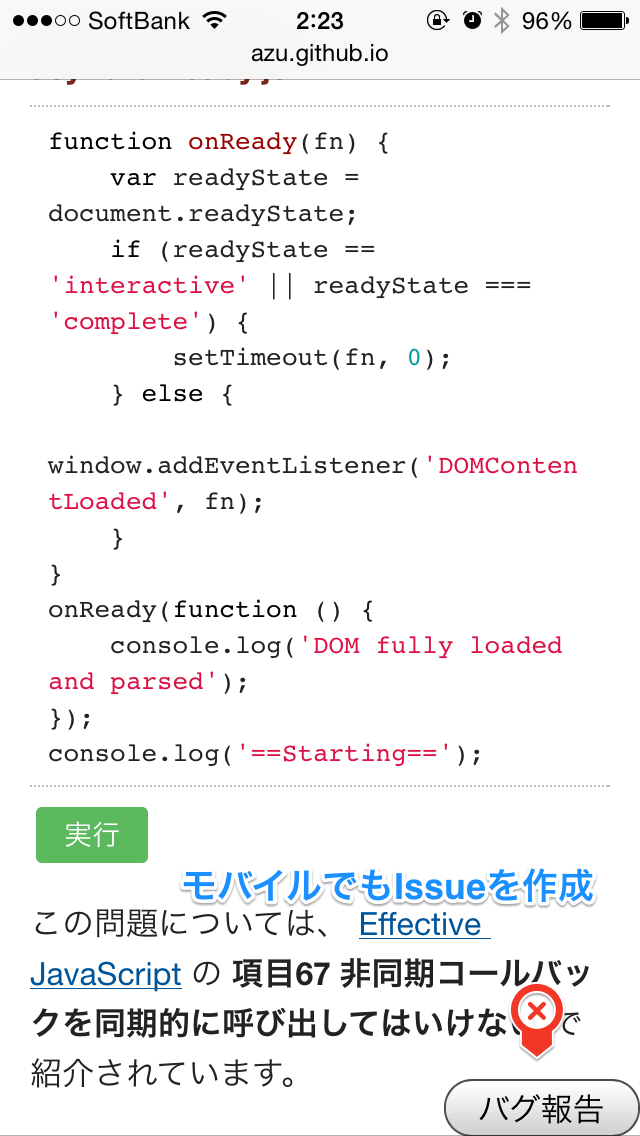 SoftBank 2:23 96%
azu.github.io
function onReady(fn) {
var readyState =
document.readyState;
if (readyState ==
'interactive' || readyState ===
'complete') {
setTimeout(fn, 0);
} else {
window.addEventListener('DOMConten
tLoaded', fn);
}
}
onReady(function () {
console.log('DOM fully loaded
and parsed');
});
console.log('==Starting==');
実行
モバイルでもIssueを作成
この問題については、 Effective
JavaScript の 項目67 非同期コールバッ
クを同期的に呼び出してはいけな で
紹介されています。
バグ報告